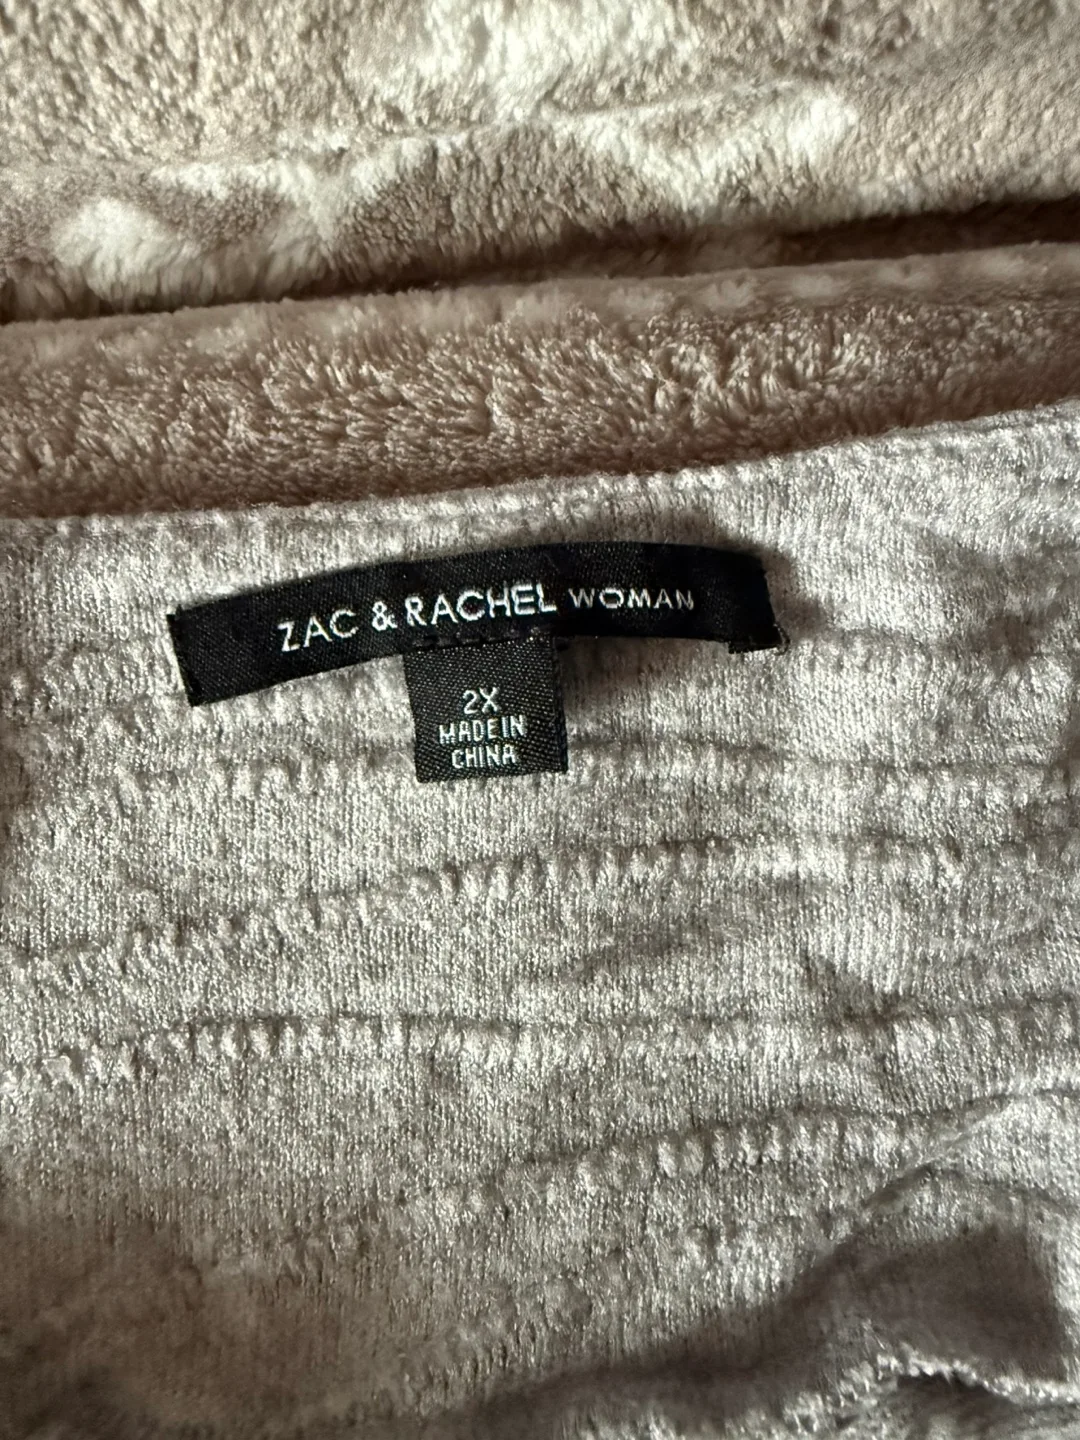 ZAC & RACHEL WOMAN
2X
MADE IN
CHINA